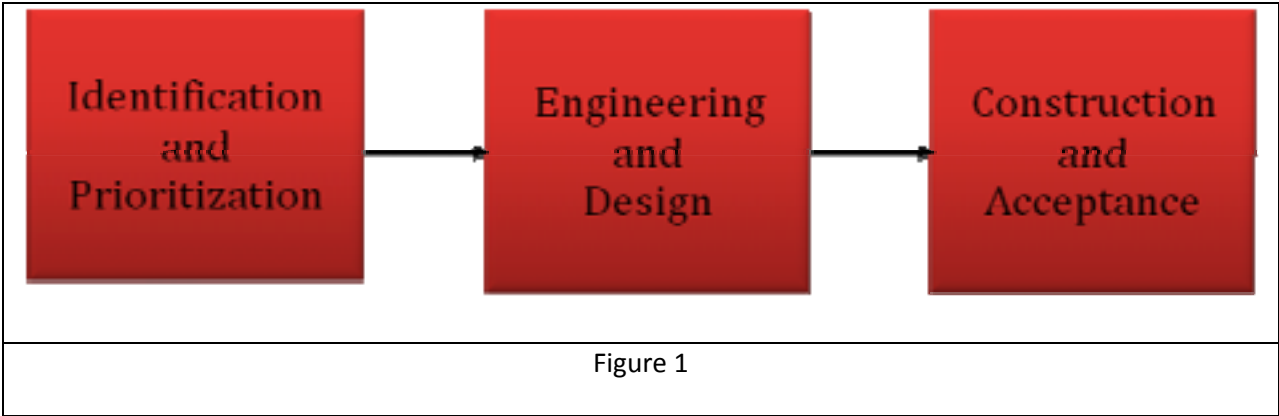 Identification
and
Prioritization
Engineering
and
Design
Construction
and
Acceptance
Figure 1